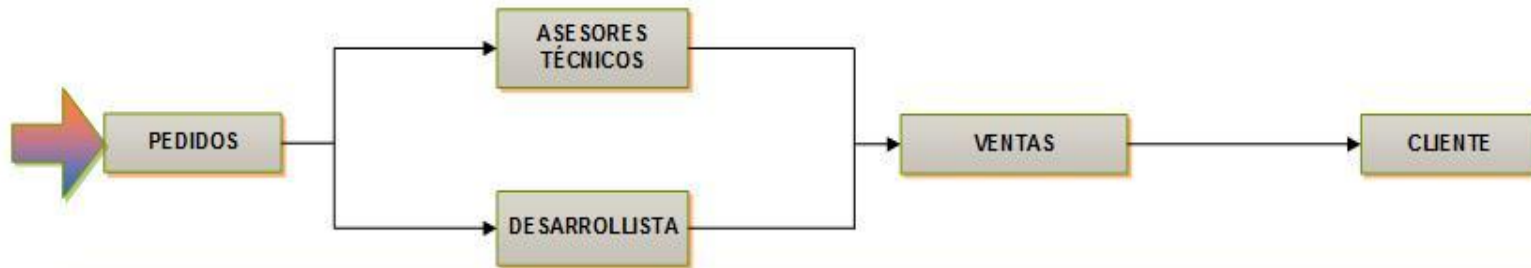 PEDIDOS
ASESORES
TÉCNICOS
DESARROLLISTA
VENTAS
CLIENTE